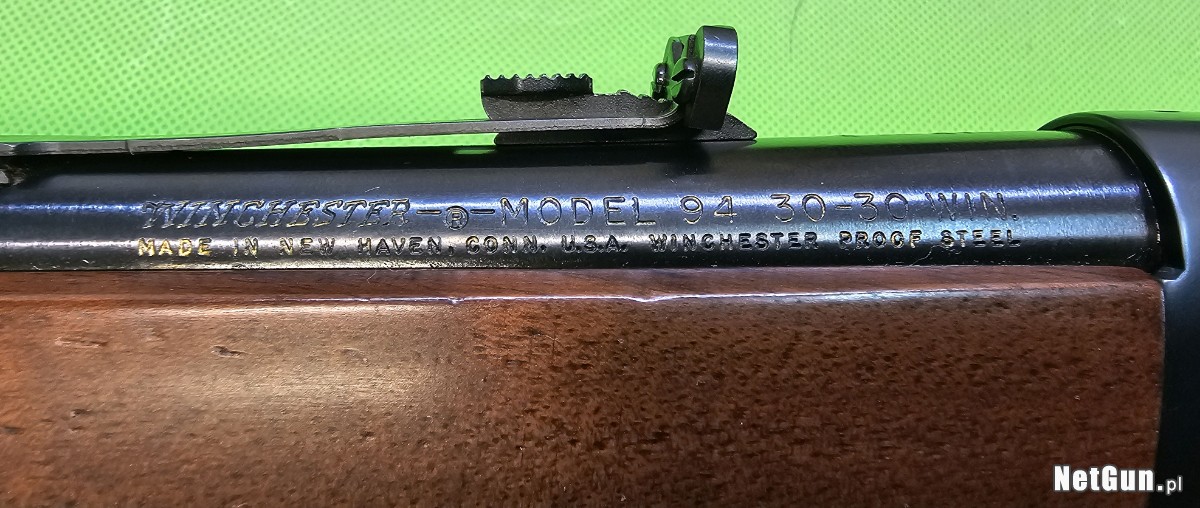 WINCHESTER-®-MODEL 94 30-30 WIN.
MADE IN NEW HAVEN, CONN. U.S.A. WINCHESTER PROOF STEEL
NetGun.pl